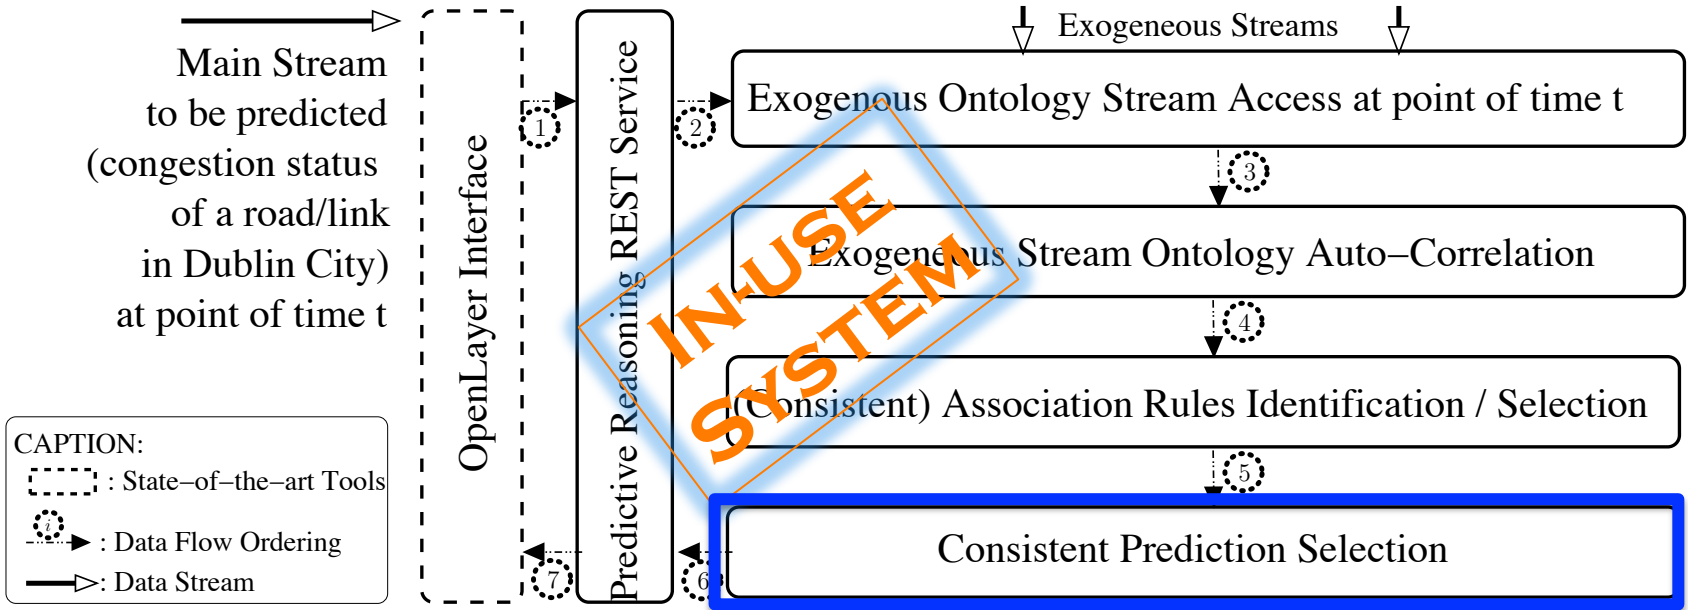 Main Stream
to be predicted
(congestion status
of a road/link
in Dublin City)
at point of time t
CAPTION:
: State-of-the-art Tools
i
: Data Flow Ordering
: Data Stream
OpenLayer Interface
1
7
Predictive Reasoning REST Service
2
6
Exogeneous Streams
Exogenous Ontology Stream Access at point of time t
3
Exogeneous Stream Ontology Auto-Correlation
4
(Consistent) Association Rules Identification / Selection
5
Consistent Prediction Selection
IN-USE
SYSTEM